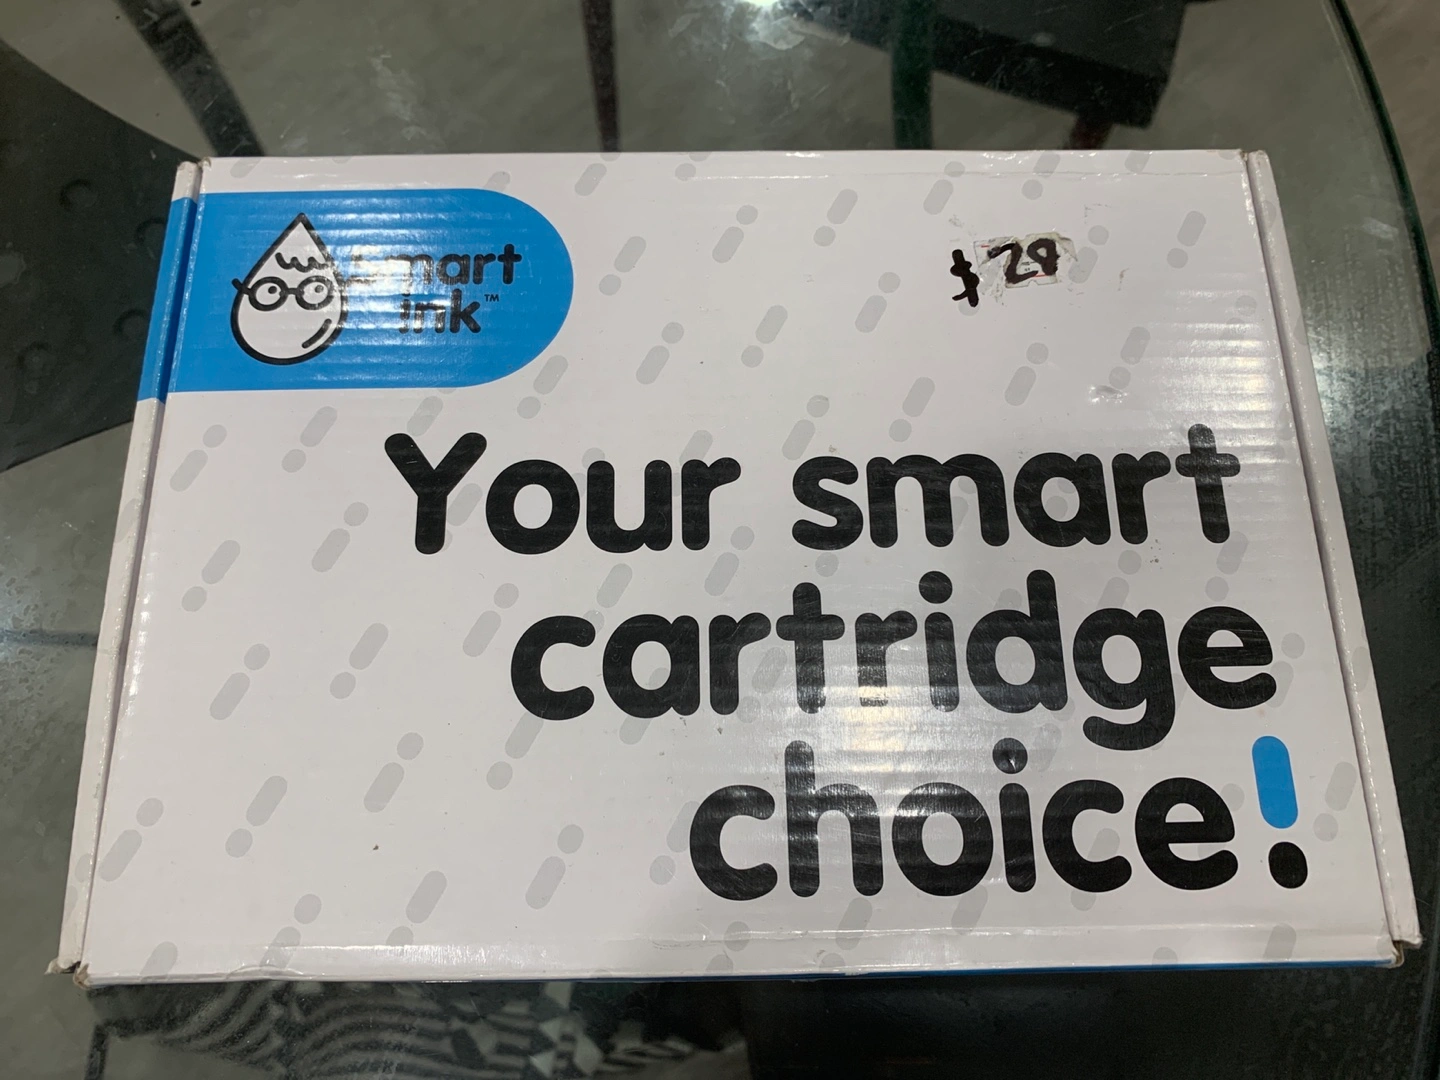 smart
ink™
$28
Your smart
cartridge
choice!